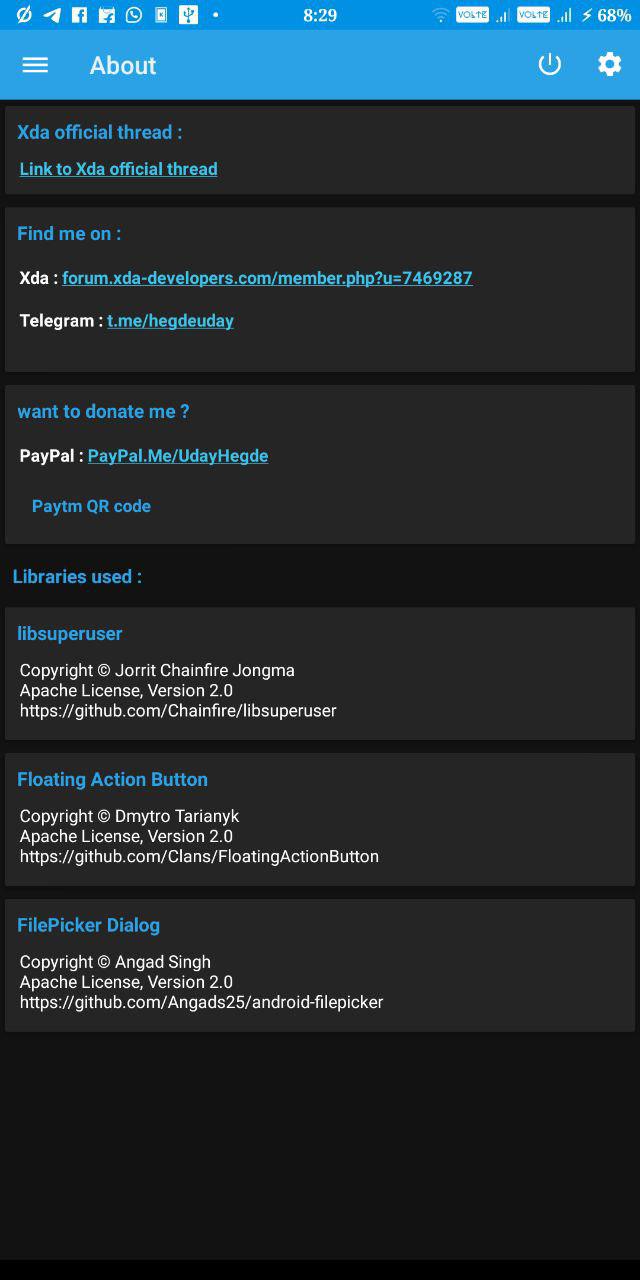 8:29
VOLTE VOLTE 68%
About
Xda official thread :
Link to Xda official thread
Find me on :
Xda : forum.xda-developers.com/member.php?u=7469287
Telegram : t.me/hegdeuday
want to donate me ?
PayPal : PayPal.Me/UdayHegde
Paytm QR code
Libraries used :
libsuperuser
Copyright © Jorrit Chainfire Jongma
Apache License, Version 2.0
https://github.com/Chainfire/libsuperuser
Floating Action Button
Copyright © Dmytro Tarianyk
Apache License, Version 2.0
https://github.com/Clans/FloatingActionButton
FilePicker Dialog
Copyright © Angad Singh
Apache License, Version 2.0
https://github.com/Angads25/android-filepicker